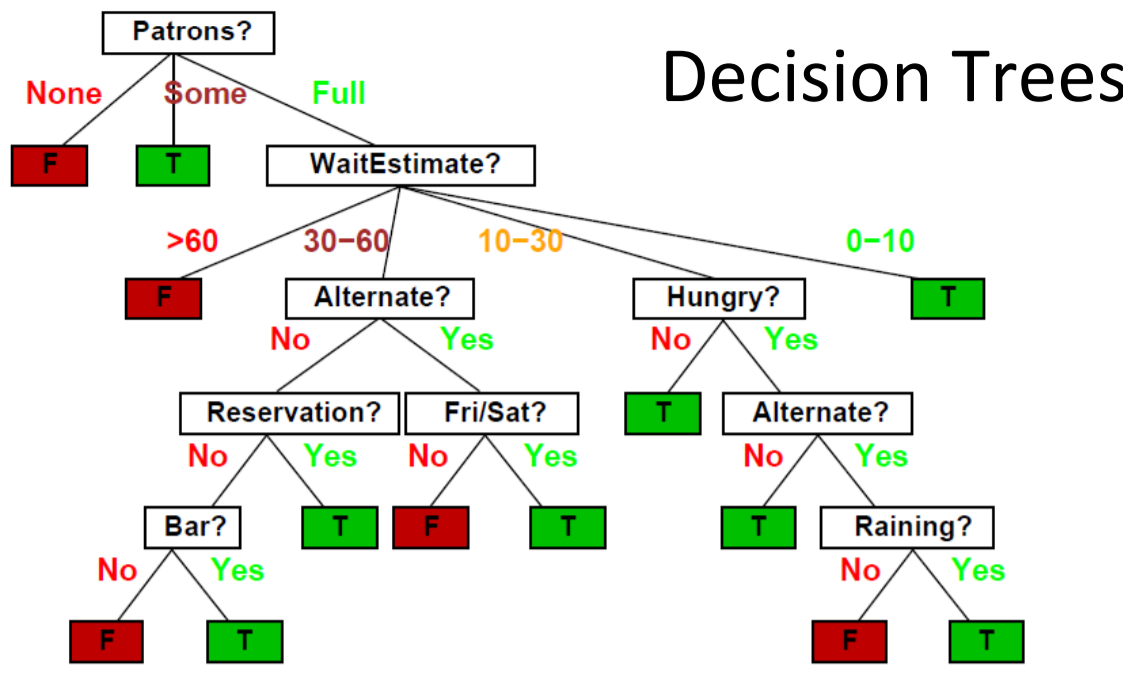 Patrons?
Decision Trees
None Some Full
F T WaitEstimate?
>60 30−60 10−30 0−10
F Alternate? Hungry? T
No Yes No Yes
Reservation? Fri/Sat? T Alternate?
No Yes No Yes No Yes
Bar? T F T T Raining?
No Yes No Yes
F T F T